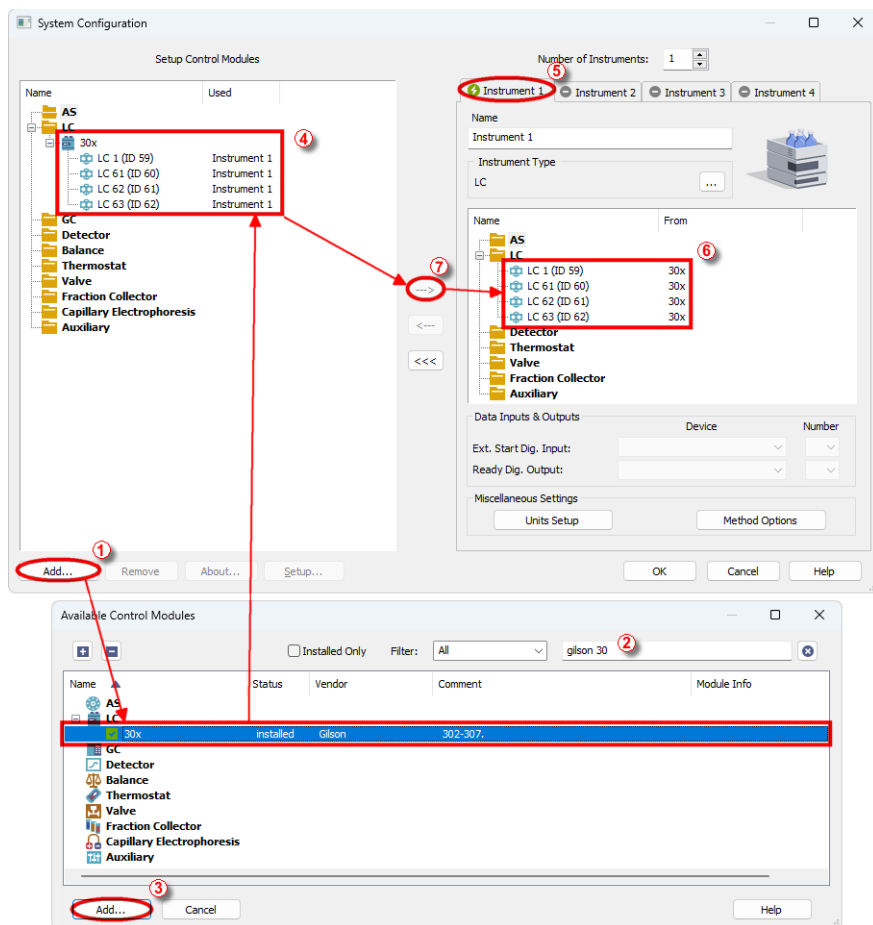 System Configuration
Setup Control Modules
Number of Instruments: 1
⑤
Name Used
AS
LC
30x
④
LC 1 (ID 59) Instrument 1
LC 61 (ID 60) Instrument 1
LC 62 (ID 61) Instrument 1
LC 63 (ID 62) Instrument 1
GC
Detector
Balance
Thermostat
Valve
Fraction Collector
Capillary Electrophoresis
Auxiliary
⑦
--->
<---
<<<
Instrument 1 Instrument 2 Instrument 3 Instrument 4
Name
Instrument 1
Instrument Type
LC ...
Name From
⑥
AS
LC
LC 1 (ID 59) 30x
LC 61 (ID 60) 30x
LC 62 (ID 61) 30x
LC 63 (ID 62) 30x
Detector
Thermostat
Valve
Fraction Collector
Auxiliary
Data Inputs & Outputs
Device Number
Ext. Start Dig. Input:
Ready Dig. Output:
Miscellaneous Settings
Units Setup Method Options
①
Add... Remove About... Setup...
OK Cancel Help
Available Control Modules
Installed Only Filter: All gilson 30 ②
Name Status Vendor Comment Module Info
AS
LC
30x installed Gilson 302-307.
GC
Detector
Balance
Thermostat
Valve
Fraction Collector
Capillary Electrophoresis
Auxiliary
③
Add... Cancel Help